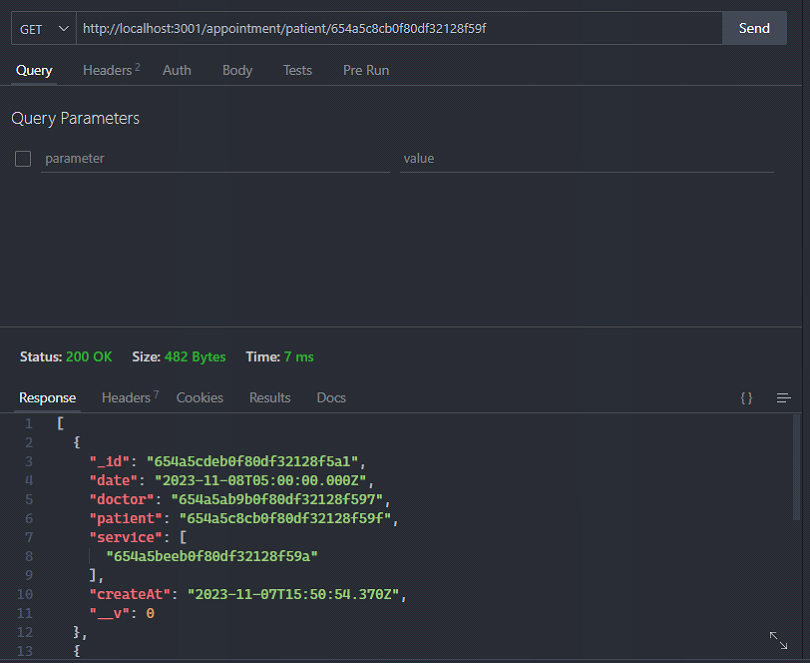 GET http://localhost:3001/appointment/patient/654a5c8cb0f80df32128f59f Send
Query Headers 2 Auth Body Tests Pre Run
Query Parameters
parameter value
Status: 200 OK Size: 482 Bytes Time: 7 ms
Response Headers 7 Cookies Results Docs {}
1 [
2 {
3 "_id": "654a5cdeb0f80df32128f5a1",
4 "date": "2023-11-08T05:00:00.000Z",
5 "doctor": "654a5ab9b0f80df32128f597",
6 "patient": "654a5c8cb0f80df32128f59f",
7 "service": [
8 "654a5beeb0f80df32128f59a"
9 ],
10 "createAt": "2023-11-07T15:50:54.370Z",
11 "__v": 0
12 },
13 {